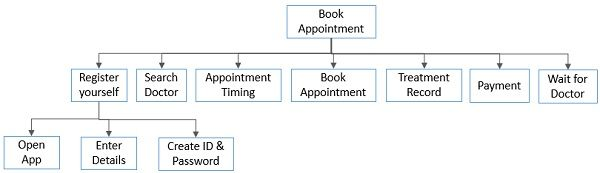 Book
Appointment
Register
yourself
Search
Doctor
Appointment
Timing
Book
Appointment
Treatment
Record
Payment
Wait for
Doctor
Open
App
Enter
Details
Create ID &
Password